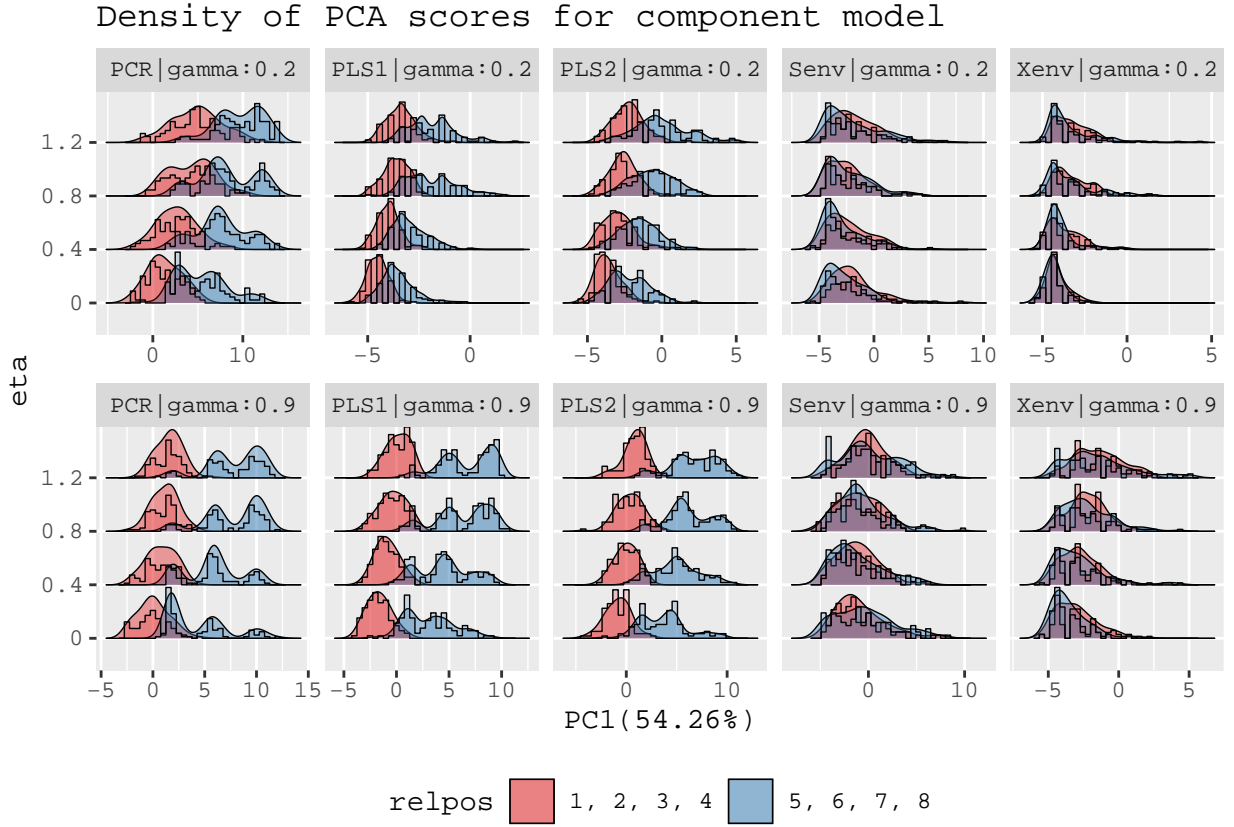 Density of PCA scores for component model
PCR|gamma:0.2 PLS1|gamma:0.2 PLS2|gamma:0.2 Senv|gamma:0.2 Xenv|gamma:0.2
1.2
0.8
0.4
0
0 10 -5 0 -5 0 5 -5 0 5 10 -5 0 5
eta
PCR|gamma:0.9 PLS1|gamma:0.9 PLS2|gamma:0.9 Senv|gamma:0.9 Xenv|gamma:0.9
1.2
0.8
0.4
0
-5 0 5 10 15 -5 0 5 10 0 10 0 10 -5 0 5
PC1(54.26%)
relpos 1, 2, 3, 4 5, 6, 7, 8